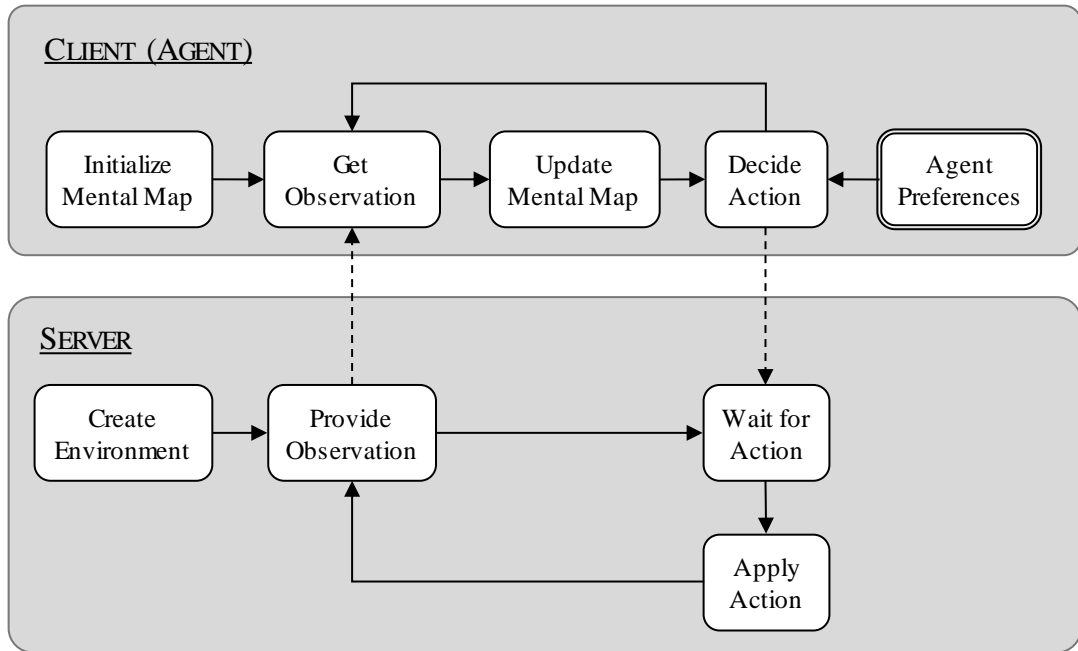 CLIENT (AGENT)
Initialize
Mental Map
Get
Observation
Update
Mental Map
Decide
Action
Agent
Preferences
SERVER
Create
Environment
Provide
Observation
Wait for
Action
Apply
Action